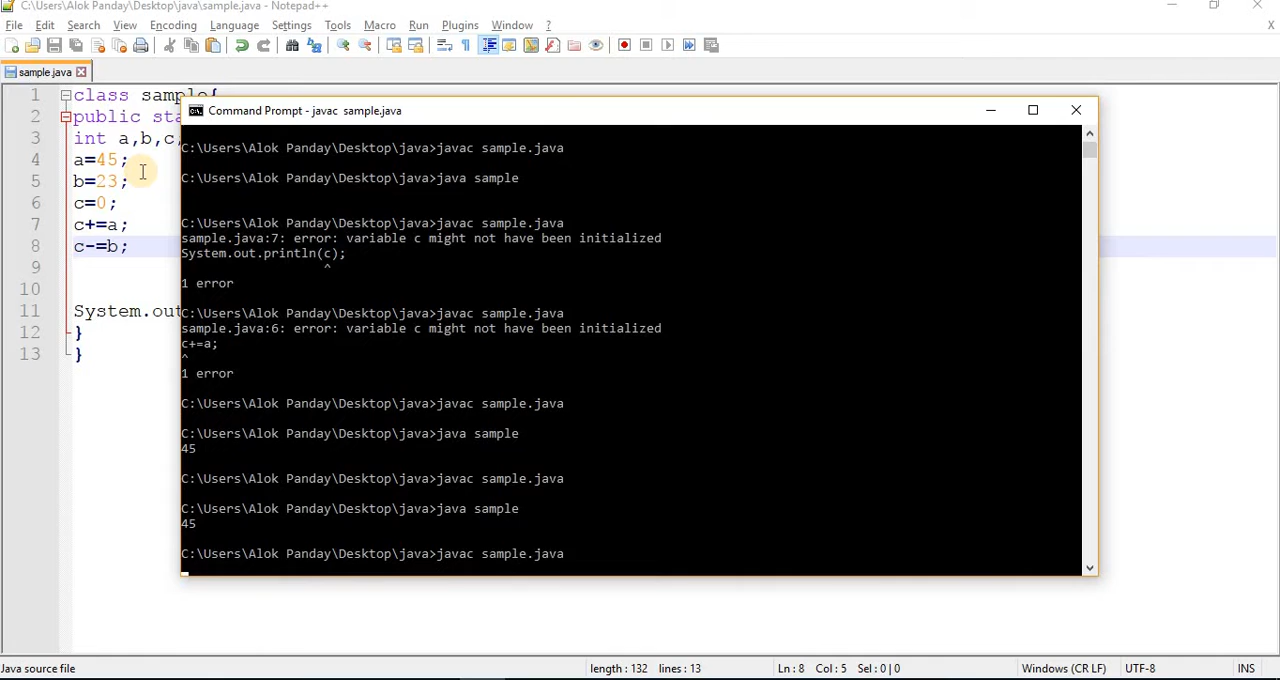 C:\Users\Alok Panday\Desktop\java\sample.java - Notepad++
File Edit Search View Encoding Language Settings Tools Macro Run Plugins Window ? X
sample.java
1 class sample{
2 public sta
3 int a,b,c;
4 a=45;
5 b=23;
6 c=0;
7 c+=a;
8 c-=b;
9
10
11 System.out
12 }
13 }
Command Prompt - javac sample.java
C:\Users\Alok Panday\Desktop\java>javac sample.java
C:\Users\Alok Panday\Desktop\java>java sample
C:\Users\Alok Panday\Desktop\java>javac sample.java
sample.java:7: error: variable c might not have been initialized
System.out.println(c);
^
1 error
C:\Users\Alok Panday\Desktop\java>javac sample.java
sample.java:6: error: variable c might not have been initialized
c+=a;
^
1 error
C:\Users\Alok Panday\Desktop\java>javac sample.java
C:\Users\Alok Panday\Desktop\java>java sample
45
C:\Users\Alok Panday\Desktop\java>javac sample.java
C:\Users\Alok Panday\Desktop\java>java sample
45
C:\Users\Alok Panday\Desktop\java>javac sample.java
Java source file length : 132 lines : 13 Ln : 8 Col : 5 Sel : 0 | 0 Windows (CR LF) UTF-8 INS